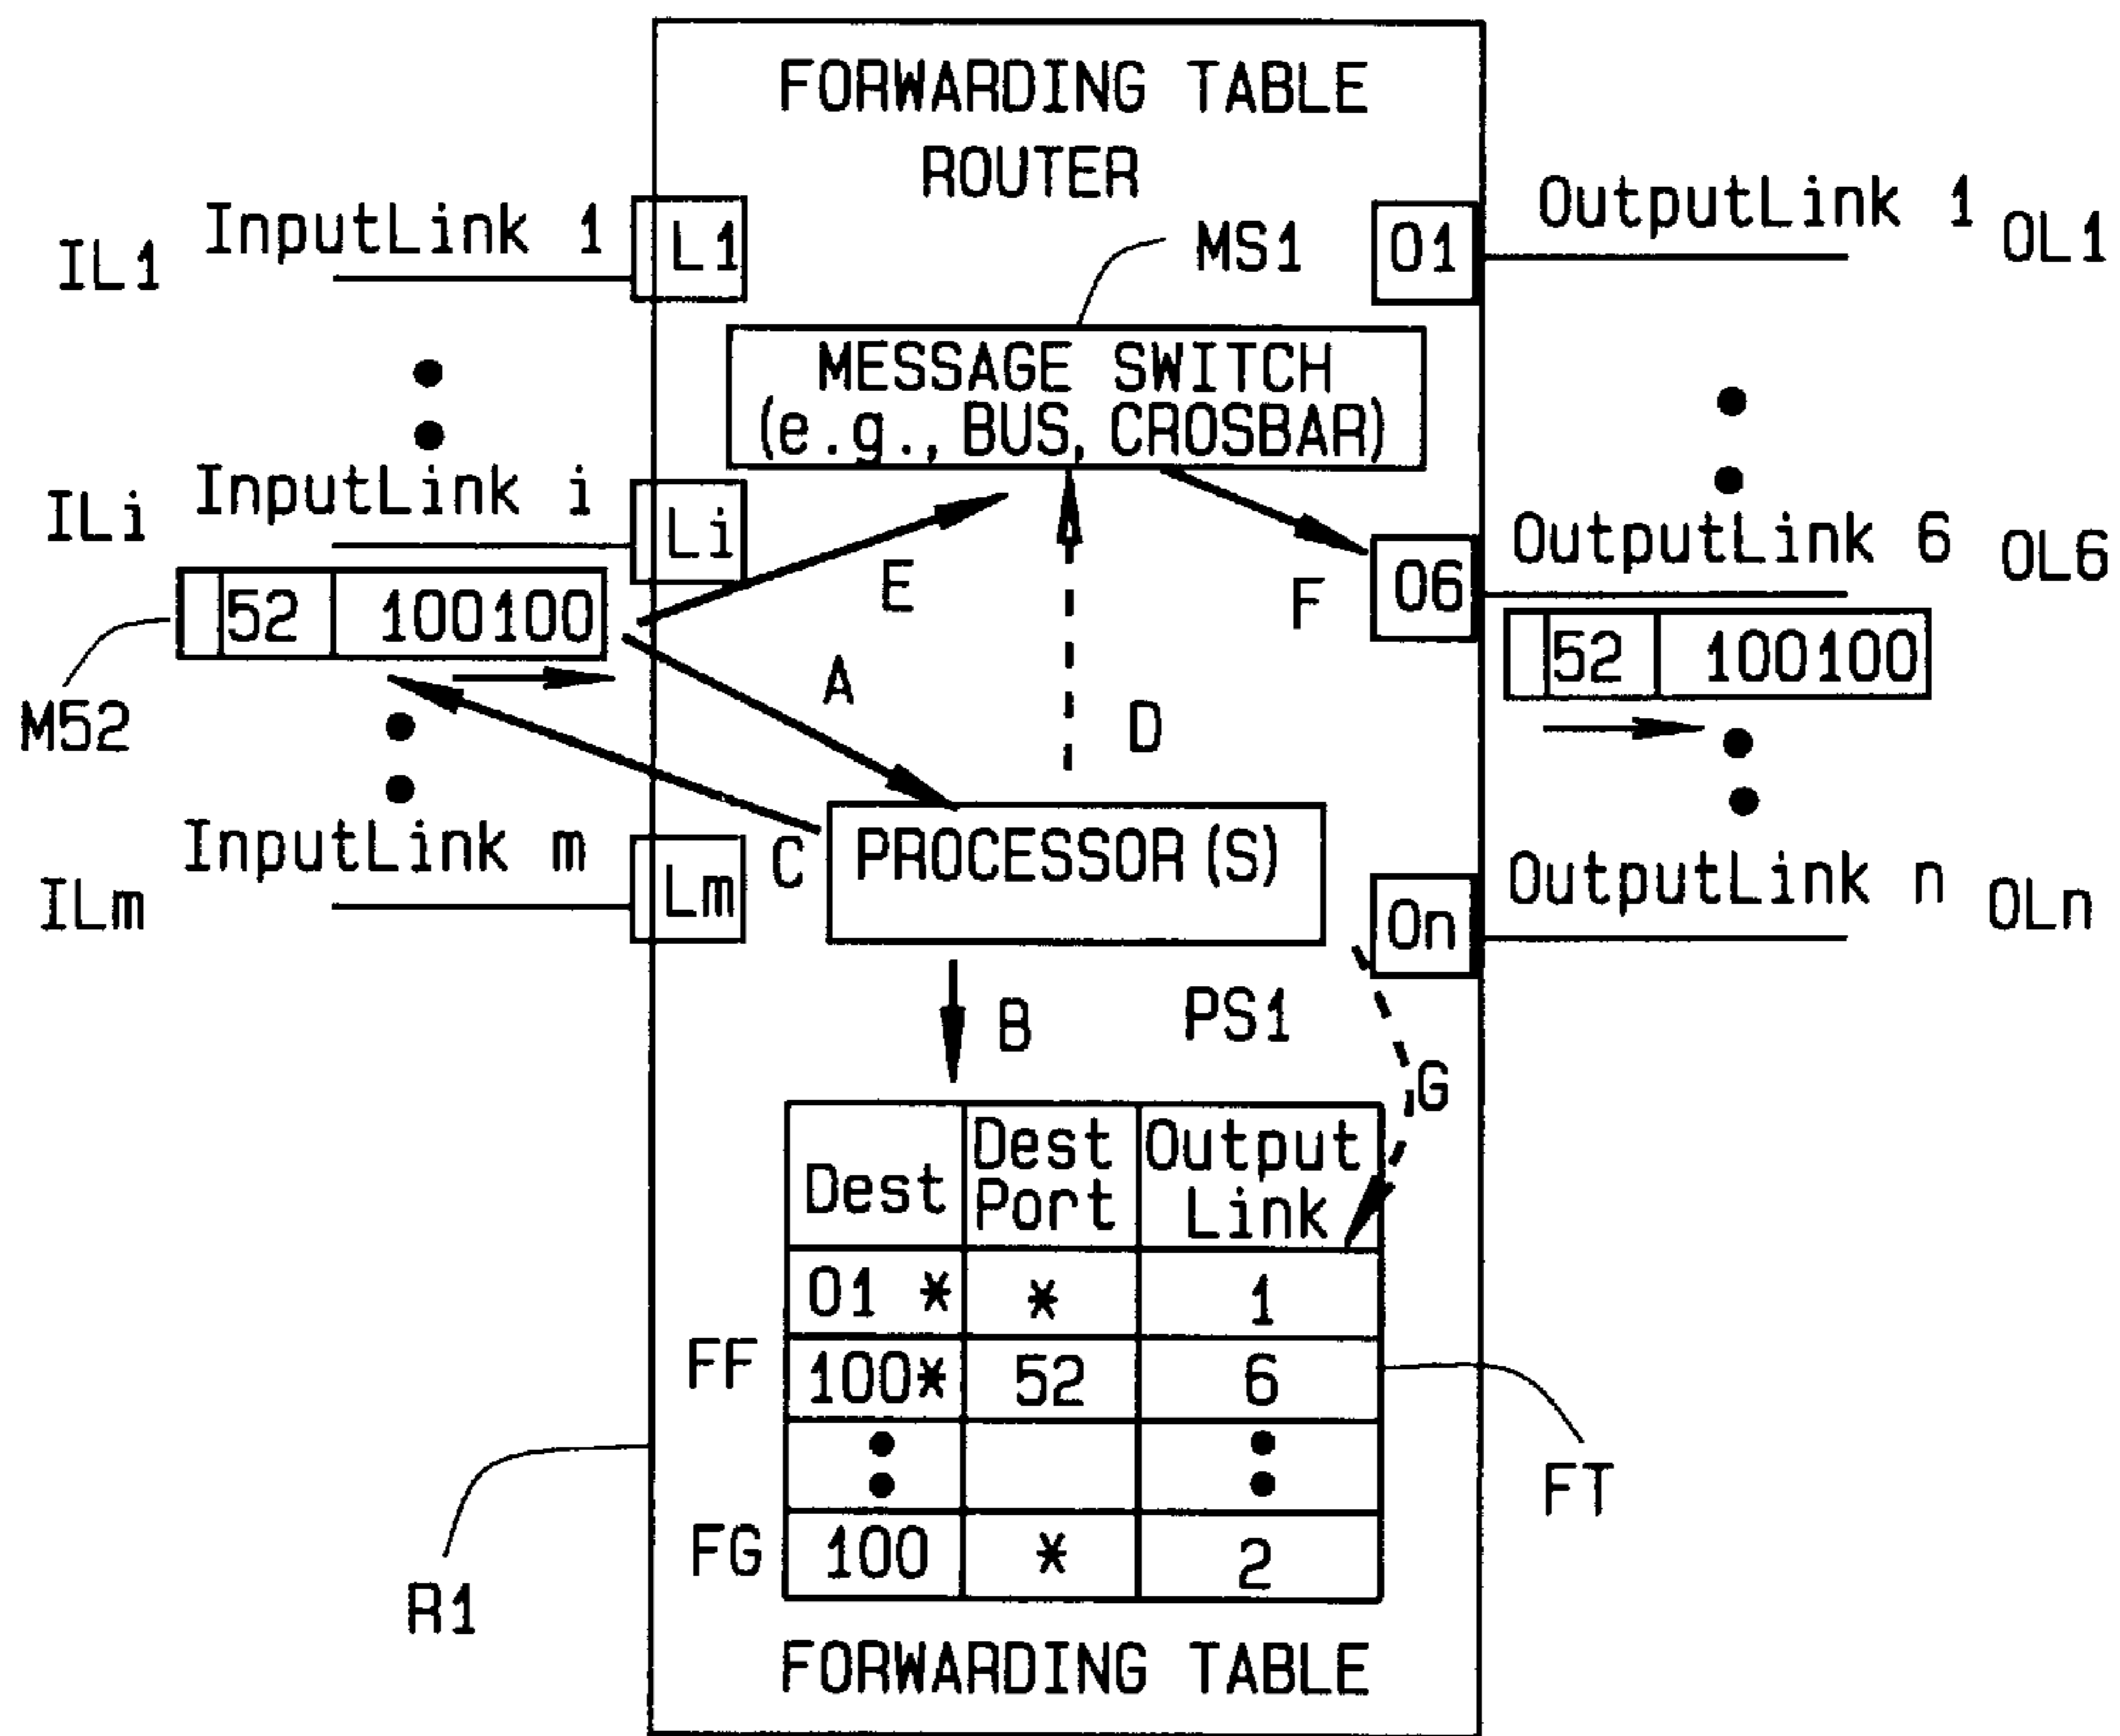 FORWARDING TABLE
ROUTER
IL1 InputLink 1 L1
MS1
O1 OutputLink 1 OL1
MESSAGE SWITCH
(e.g., BUS, CROSBAR)
ILi InputLink i Li
E
F
O6 OutputLink 6 OL6
52 100100
52 100100
M52
A
D
C
PROCESSOR(S)
ILm InputLink m Lm
On OutputLink n OLn
B
PS1
G
Dest
Dest Port
Output Link
01 * * 1
FF 100* 52 6
FT
FG 100 * 2
R1
FORWARDING TABLE